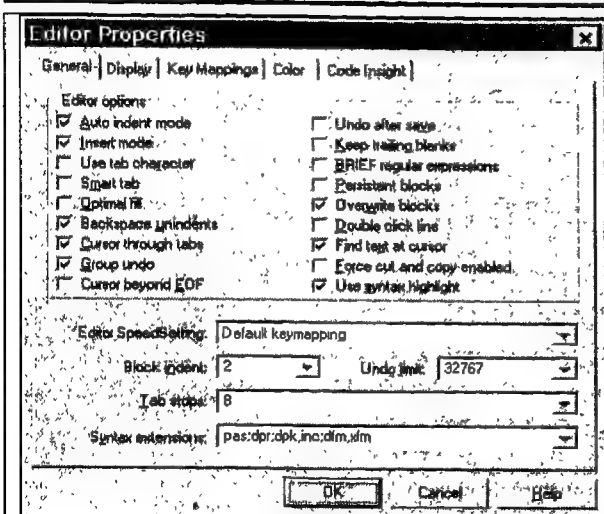 Editor Properties
General Display Key Mappings Color Code Insight
Editor options
Auto indent mode
Insert mode
Use tab character
Smart tab
Optimal fill
Backspace unindents
Cursor through tabs
Group undo
Cursor beyond EOF
Undo after save
Keep trailing blanks
BRIEF regular expressions
Persistent blocks
Overwrite blocks
Double click line
Find text at cursor
Force cut and copy enabled
Use syntax highlight
Editor SpeedSetting: Default keymapping
Block indent: 2 Undo limit: 32767
Tab stops: 8
Syntax extensions: pas;dpr;dpk;inc;dfm;xfm
OK Cancel Help